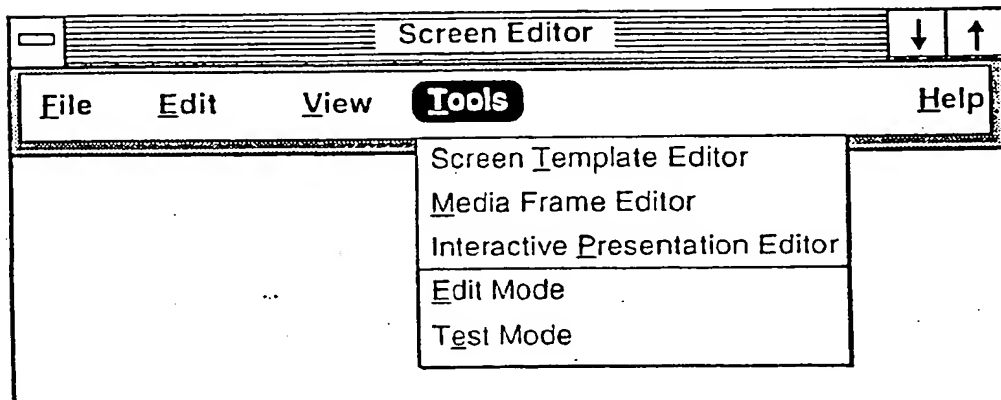 Screen Editor
File Edit View Tools Help
Screen Template Editor
Media Frame Editor
Interactive Presentation Editor
Edit Mode
Test Mode